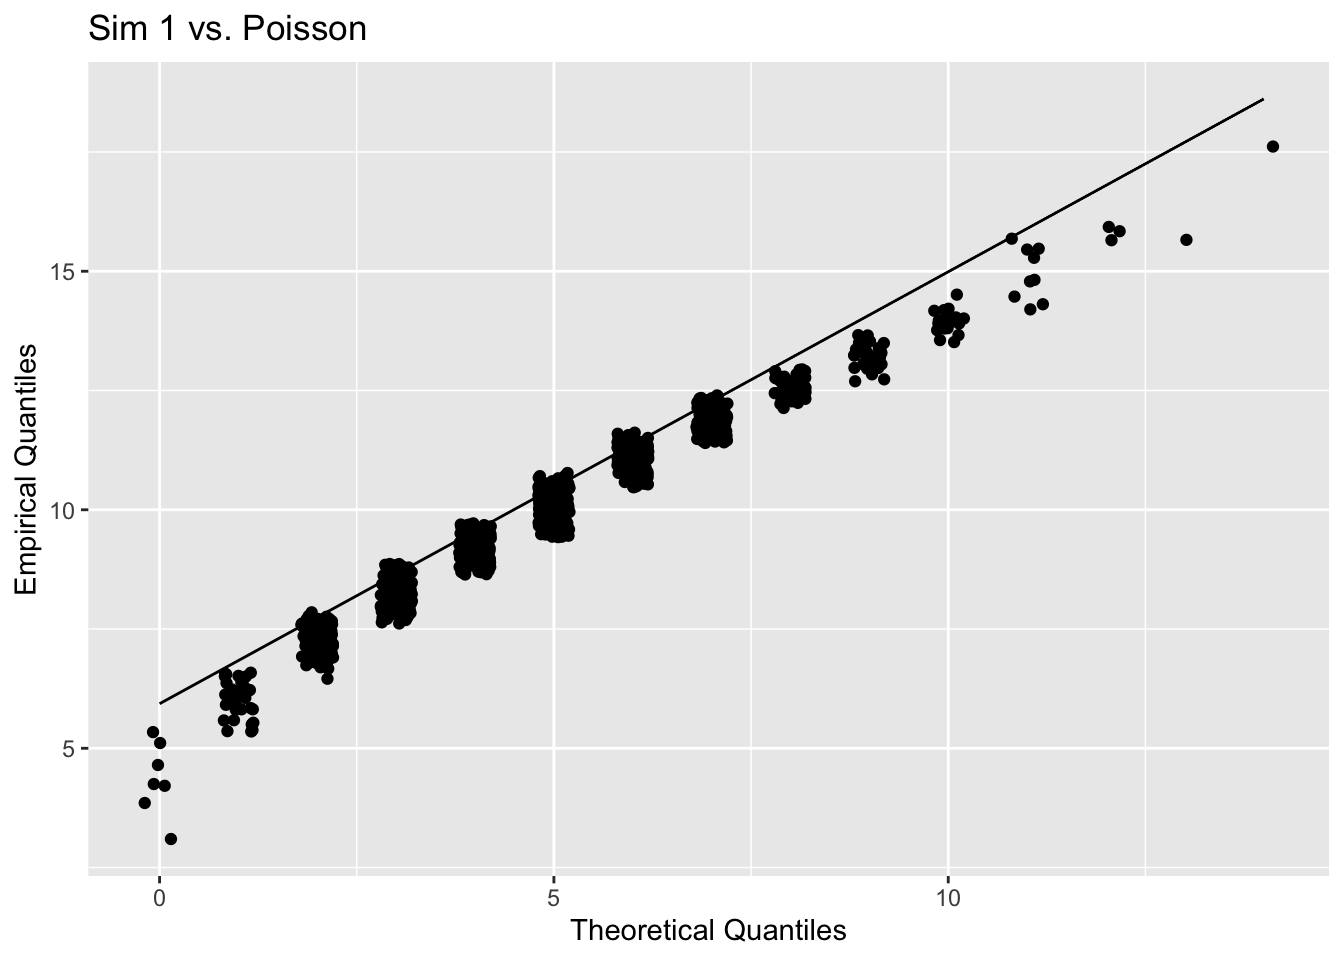 Sim 1 vs. Poisson
Empirical Quantiles
15
10
5
0 5 10
Theoretical Quantiles